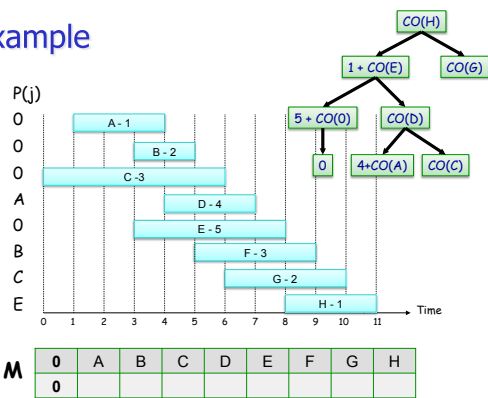 xample
CO(H)
1 + CO(E)
CO(G)
5 + CO(0)
CO(D)
0
4+CO(A)
CO(C)
P(j)
0
A - 1
0
B - 2
0
C -3
A
D - 4
0
E - 5
B
F - 3
C
G - 2
E
H - 1
Time
0 1 2 3 4 5 6 7 8 9 10 11
M
0 A B C D E F G H
0